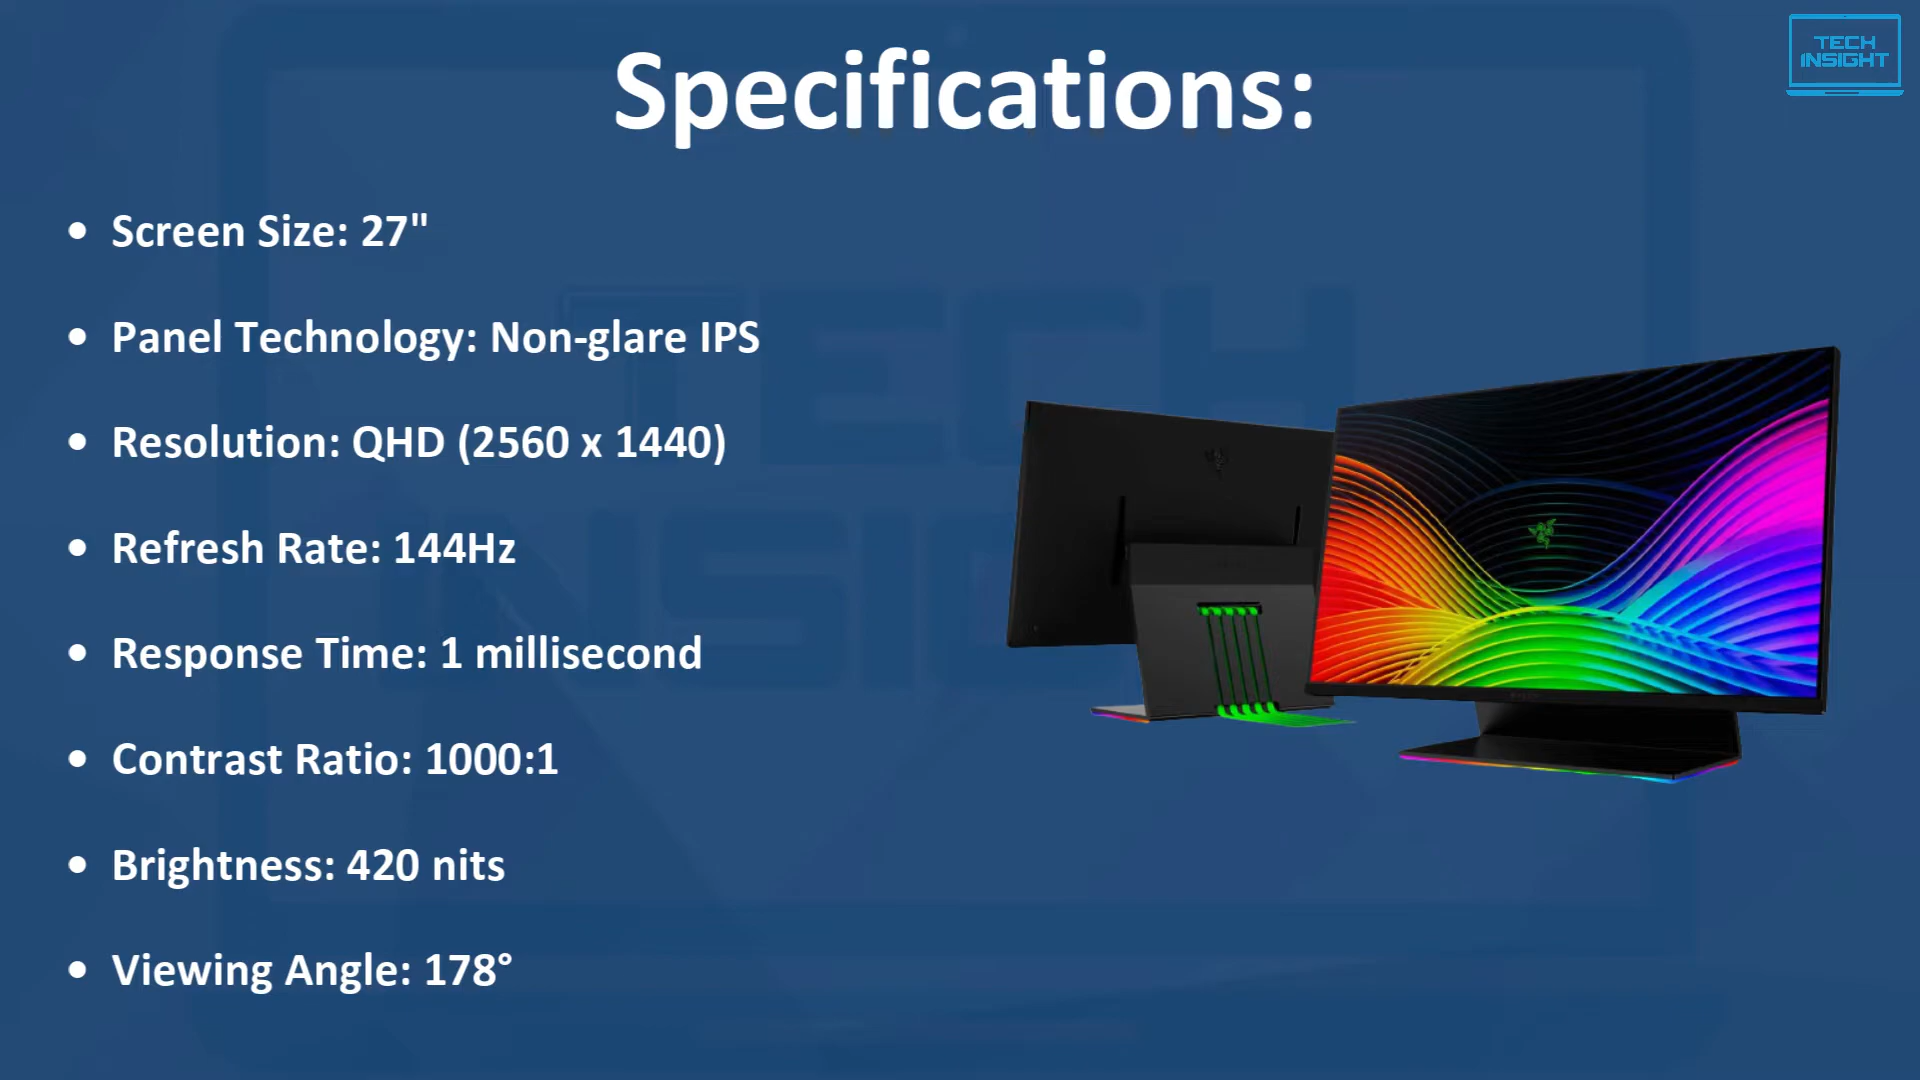 Specifications:
TECH
INSIGHT
• Screen Size: 27"
• Panel Technology: Non-glare IPS
• Resolution: QHD (2560 x 1440)
• Refresh Rate: 144Hz
• Response Time: 1 millisecond
• Contrast Ratio: 1000:1
• Brightness: 420 nits
• Viewing Angle: 178°